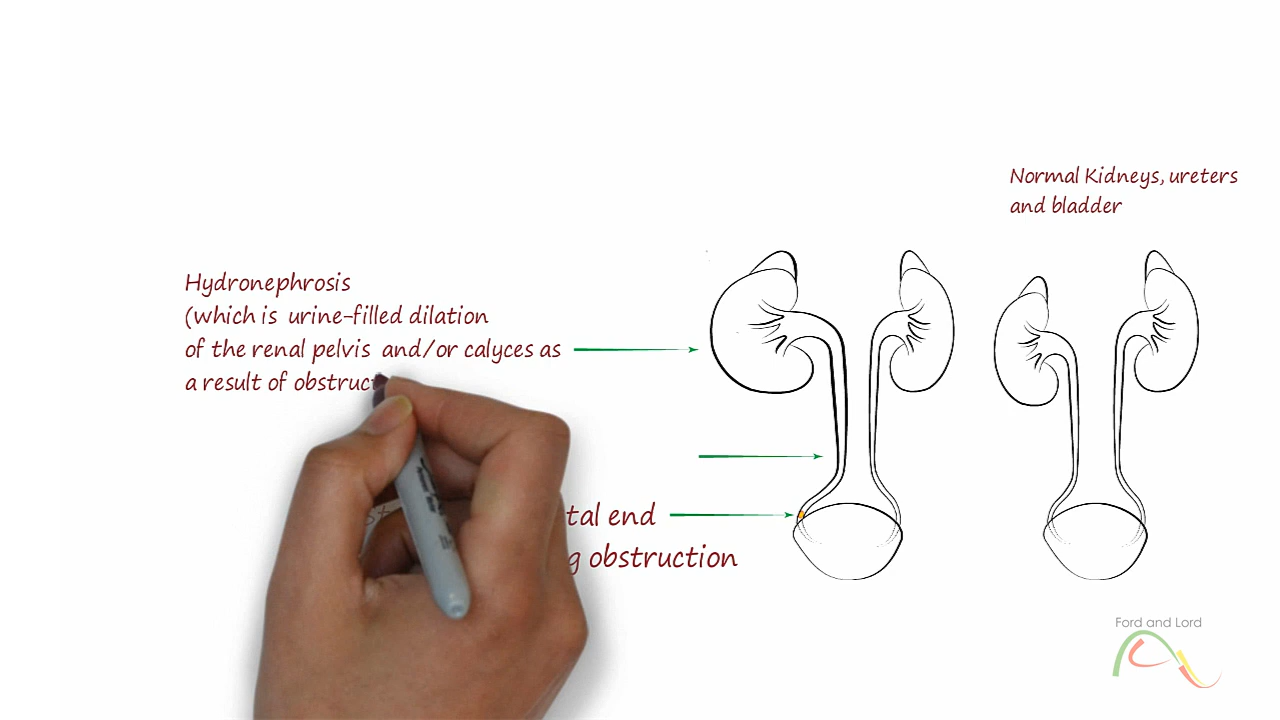 Normal Kidneys, ureters
and bladder
Hydronephrosis
(which is urine-filled dilation
of the renal pelvis and/or calyces as
a result of obstruct
tal end
g obstruction
Ford and Lord